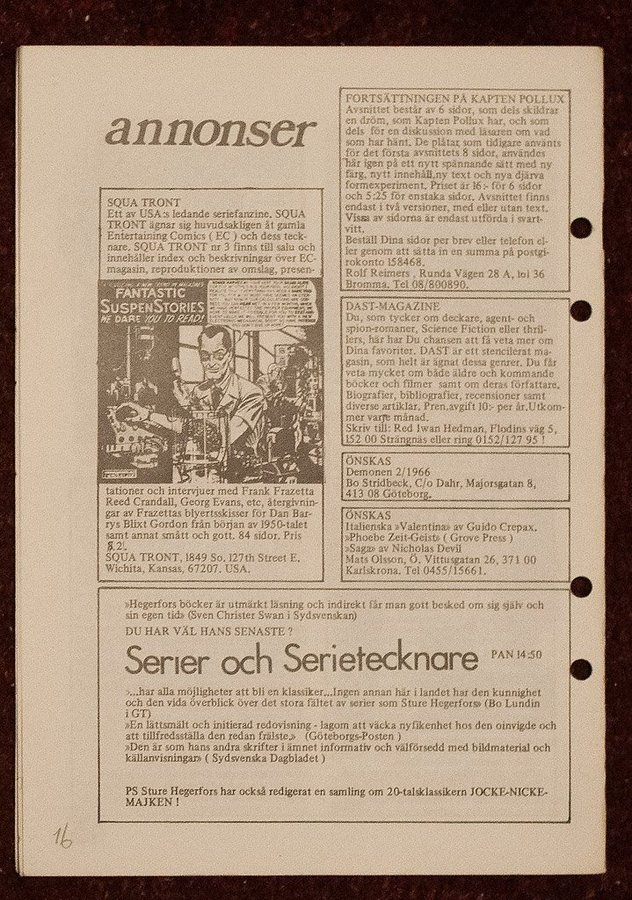 annonser
SQUA TRONT
Ett av USA:s ledande seriefanzine. SQUA
TRONT ägnar sig huvudsakligen åt gamla
Entertaining Comics ( EC ) och dess teck-
nare. SQUA TRONT nr 3 finns till salu och
innehåller index och beskrivningar över EC-
magasin, reproduktioner av omslag, presen-
FANTASTIC
SUSPENSTORIES
WE DARE YOU TO READ!
tationer och intervjuer med Frank Frazetta
Reed Crandall, Georg Evans, etc, återgivnin-
gar av Frazettas blyertsskisser för Dan Bar-
rys Blixt Gordon från början av 1950-talet
samt annat smått och gott. 84 sidor. Pris
$.2.
SQUA TRONT, 1849 So. 127th Street E.
Wichita, Kansas, 67207. USA.
FORTSÄTTNINGEN PÅ KAPTEN POLLUX
Avsnittet består av 6 sidor, som dels skildrar
en dröm, som Kapten Pollux har, och som
dels för en diskussion med läsaren om vad
som har hänt. De plåtar som tidigare använts
för det första avsnittets 8 sidor, användes
här igen på ett nytt spännande sätt med ny
färg, nytt innehåll,ny text och nya djärva
formexperiment. Priset är 16:- för 6 sidor
och 5:25 för enstaka sidor. Avsnittet finns
endast i två versioner, med eller utan text.
Vissa av sidorna är endast utförda i svart-
vitt.
Beställ Dina sidor per brev eller telefon el-
ler genom att sätta in en summa på postgi-
rokonto 158468.
Rolf Reimers , Runda Vägen 28 A, tel 36
Bromma. Tel 08/800890.
DAST-MAGAZINE
Du, som tycker om deckare, agent- och
spion-romaner, Science Fiction eller thril-
lers, här har Du chansen att få veta mer om
Dina favoriter. DAST är ett stencilerat ma-
gasin, som helt är ägnat dessa genrer. Du får
veta mycket om både äldre och kommande
böcker och filmer samt om deras författare.
Biografier, bibliografier, recensioner samt
diverse artiklar. Pren.avgift 10:- per år.Utkom-
mer varje månad.
Skriv till: Red Iwan Hedman, Flodins väg 5,
152 00 Strängnäs eller ring 0152/127 95 !
ÖNSKAS
Demonen 2/1966
Bo Stridbeck, C/o Dahr, Majorsgatan 8,
413 08 Göteborg.
ÖNSKAS
Italienska »Valentina» av Guido Crepax.
»Phoebe Zeit-Geist» ( Grove Press )
»Saga» av Nicholas Devil
Mats Olsson, Ö. Vittusgatan 26, 371 00
Karlskrona. Tel 0455/15661.
»Hegerfors böcker är utmärkt läsning och indirekt får man gott besked om sig själv och
sin egen tid» (Sven Christer Swan i Sydsvenskan)
DU HAR VÄL HANS SENASTE ?
Serier och Serietecknare PAN 14:50
»...har alla möjligheter att bli en klassiker...Ingen annan här i landet har den kunnighet
och den vida överblick över det stora fältet av serier som Sture Hegerfors» (Bo Lundin
i GT)
»En lättsmält och initierad redovisning - lagom att väcka nyfikenhet hos den oinvigde och
att tillfredsställa den redan frälste.» (Göteborgs-Posten )
»Den är som hans andra skrifter i ämnet informativ och välförsedd med bildmaterial och
källanvisningar» ( Sydsvenska Dagbladet )
PS Sture Hegerfors har också redigerat en samling om 20-talsklassikern JOCKE-NICKE-
MAJKEN !
16